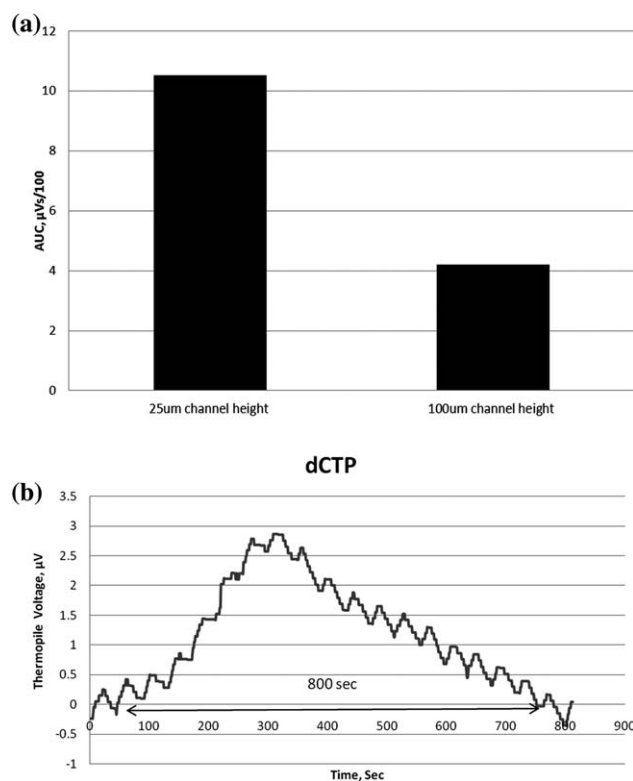 (a)
12
10
8
6
4
2
0
AUC, µVs/100
25um channel height
100um channel height
dCTP
(b)
3.5
3
2.5
2
1.5
1
0.5
0
-0.5
-1
Thermopile Voltage, µV
800 sec
0 100 200 300 400 500 600 700 800 900
Time, Sec